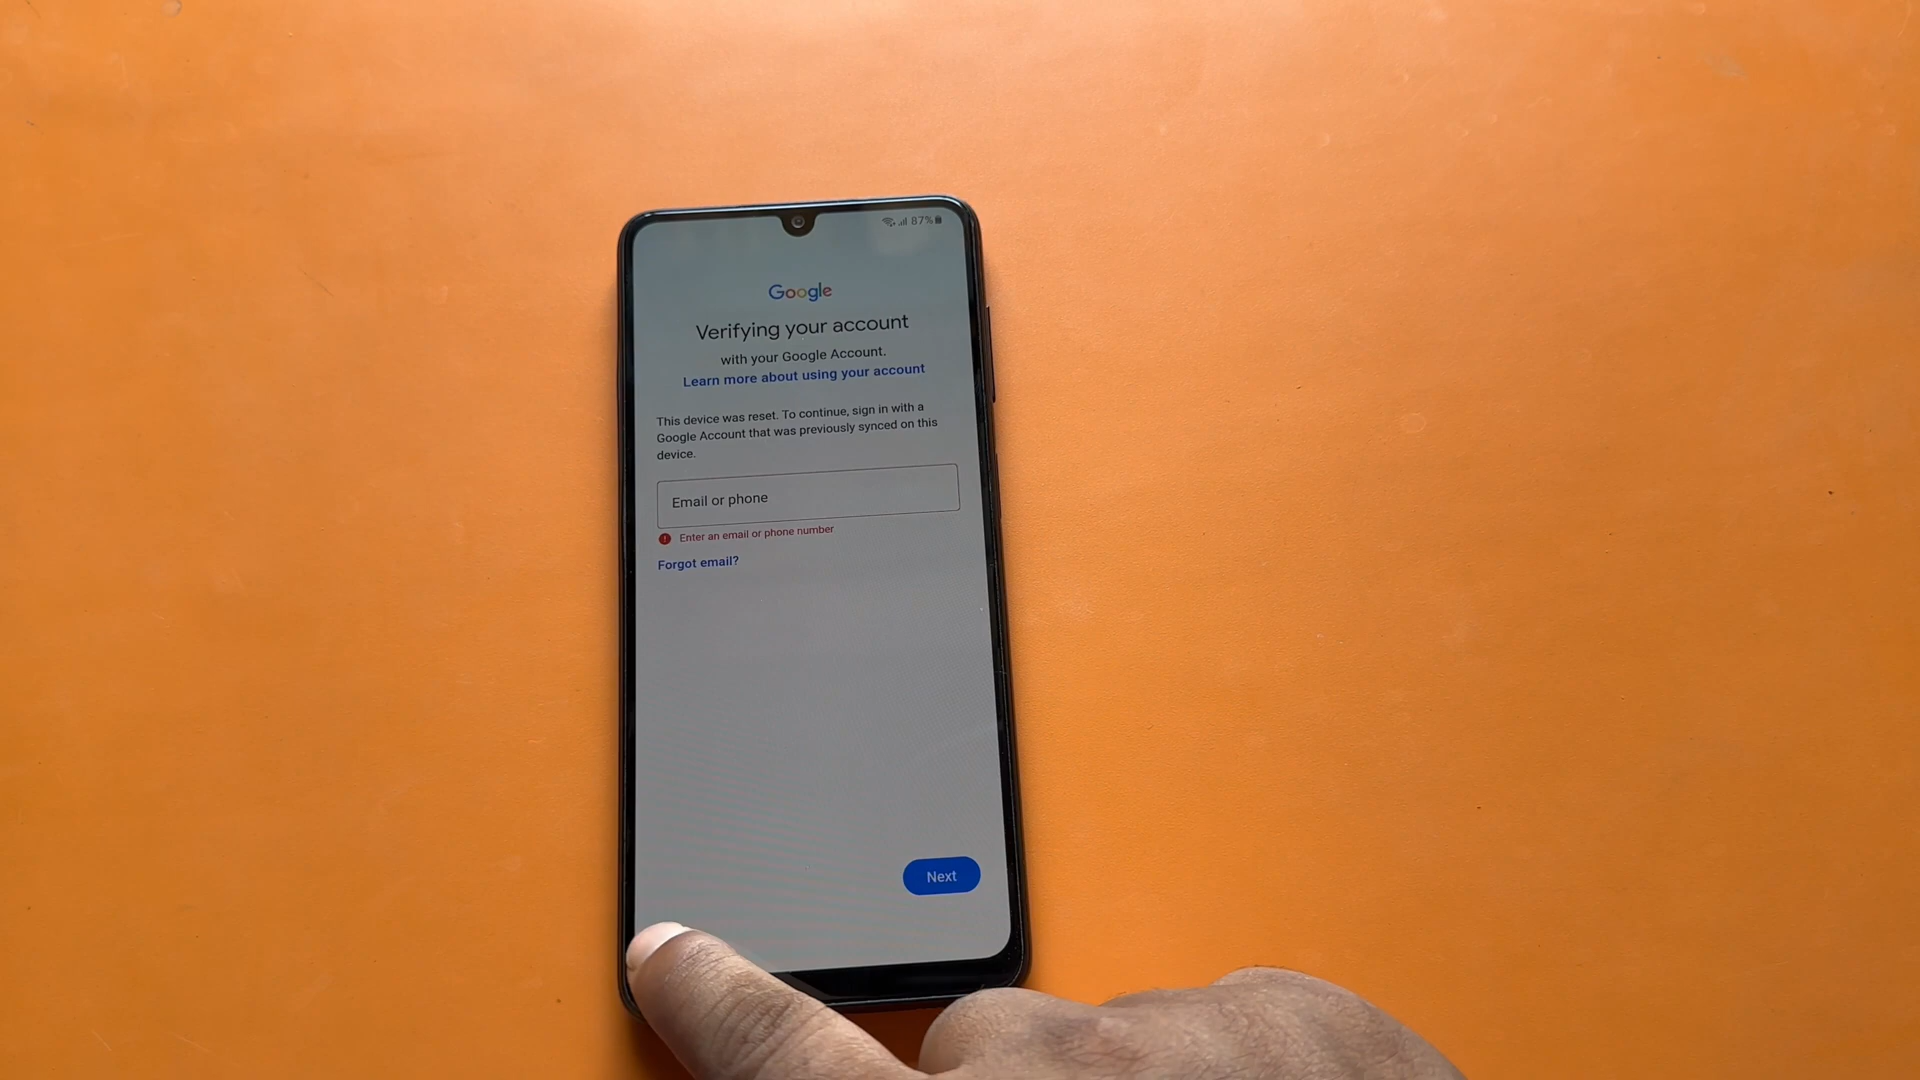 87%
Google
Verifying your account
with your Google Account.
Learn more about using your account
This device was reset. To continue, sign in with a
Google Account that was previously synced on this
device.
Email or phone
Enter an email or phone number
Forgot email?
Next